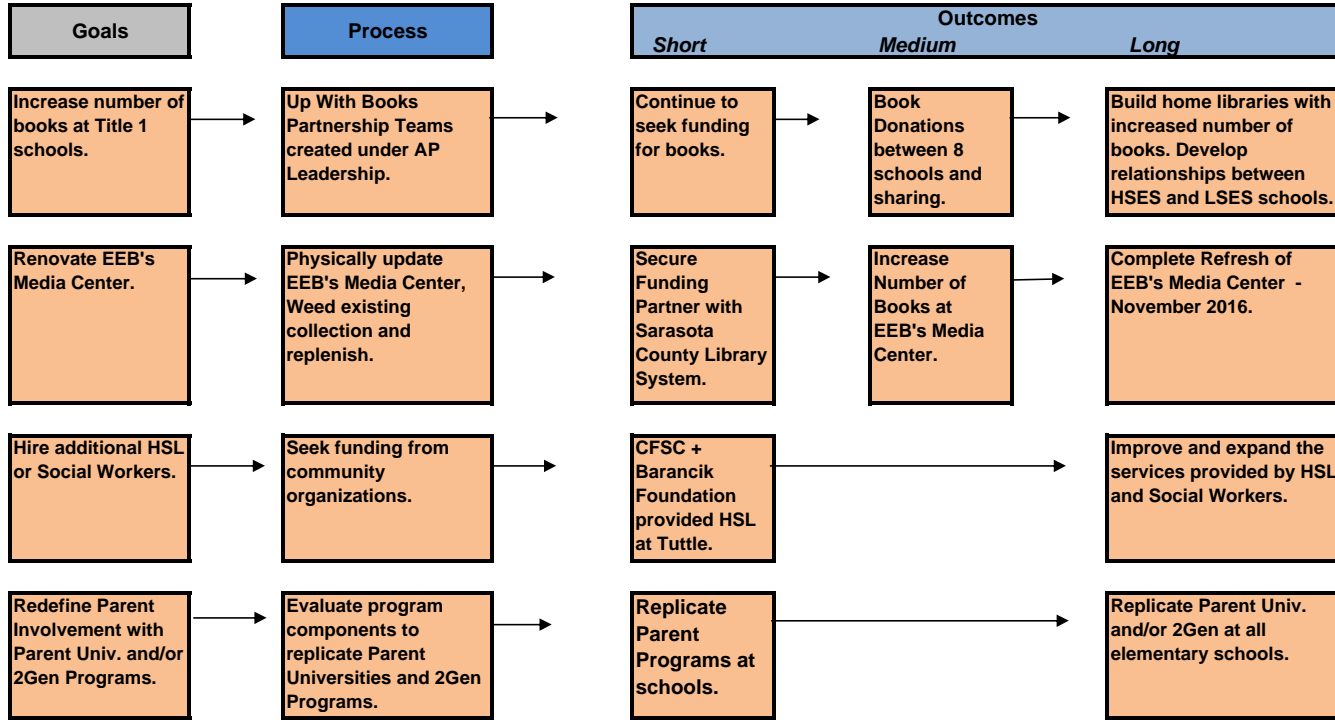 Goals
Process
Outcomes
Short Medium Long
Increase number of
books at Title 1
schools.
Up With Books
Partnership Teams
created under AP
Leadership.
Continue to
seek funding
for books.
Book
Donations
between 8
schools and
sharing.
Build home libraries with
increased number of
books. Develop
relationships between
HSES and LSES schools.
Renovate EEB's
Media Center.
Physically update
EEB's Media Center,
Weed existing
collection and
replenish.
Secure
Funding
Partner with
Sarasota
County Library
System.
Increase
Number of
Books at
EEB's Media
Center.
Complete Refresh of
EEB's Media Center -
November 2016.
Hire additional HSL
or Social Workers.
Seek funding from
community
organizations.
CFSC +
Barancik
Foundation
provided HSL
at Tuttle.
Improve and expand the
services provided by HSL
and Social Workers.
Redefine Parent
Involvement with
Parent Univ. and/or
2Gen Programs.
Evaluate program
components to
replicate Parent
Universities and 2Gen
Programs.
Replicate
Parent
Programs at
schools.
Replicate Parent Univ.
and/or 2Gen at all
elementary schools.